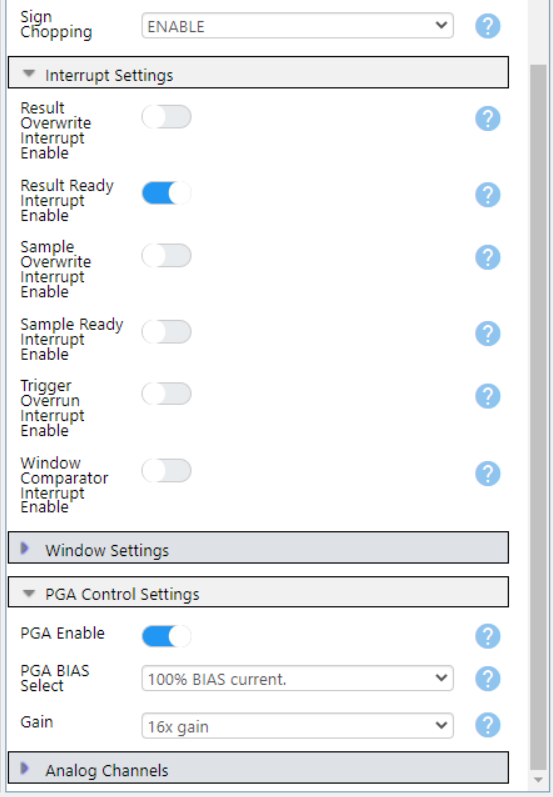 Sign
Chopping
ENABLE
Interrupt Settings
Result
Overwrite
Interrupt
Enable
Result Ready
Interrupt
Enable
Sample
Overwrite
Interrupt
Enable
Sample Ready
Interrupt
Enable
Trigger
Overrun
Interrupt
Enable
Window
Comparator
Interrupt
Enable
Window Settings
PGA Control Settings
PGA Enable
PGA BIAS
Select
100% BIAS current.
Gain
16x gain
Analog Channels